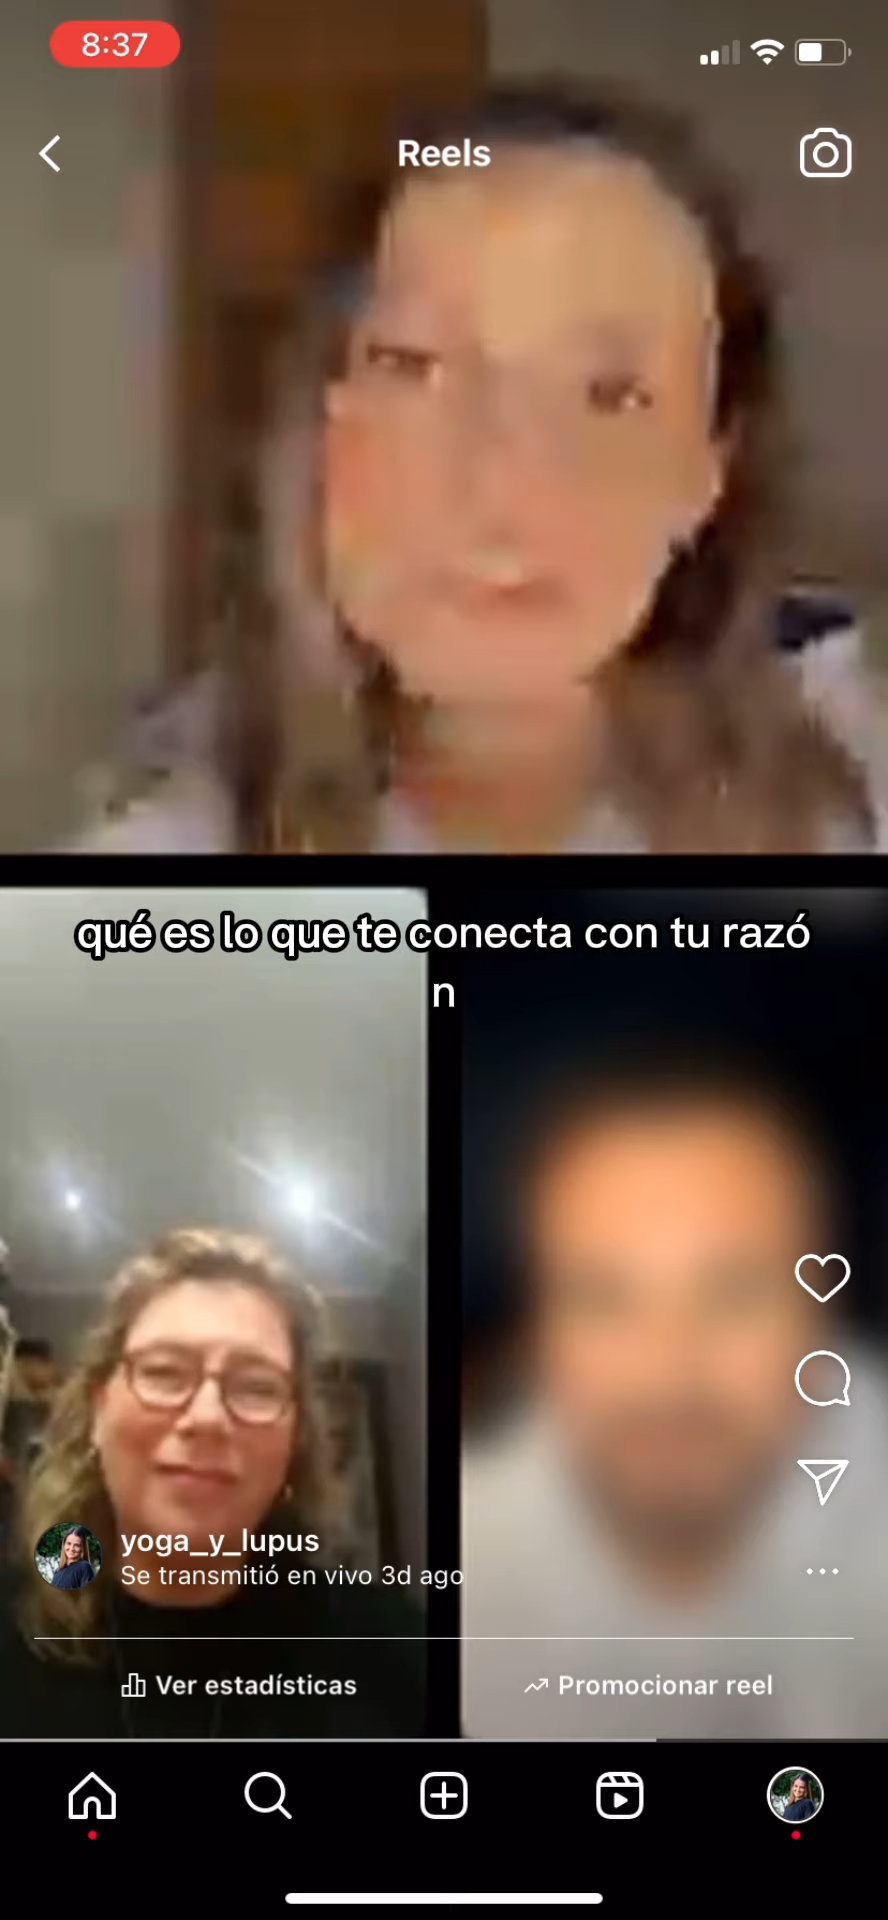 8:37
Reels
qué es lo que te conecta con tu razó
n
yoga_y_lupus
Se transmitió en vivo 3d ago
Ver estadísticas
Promocionar reel